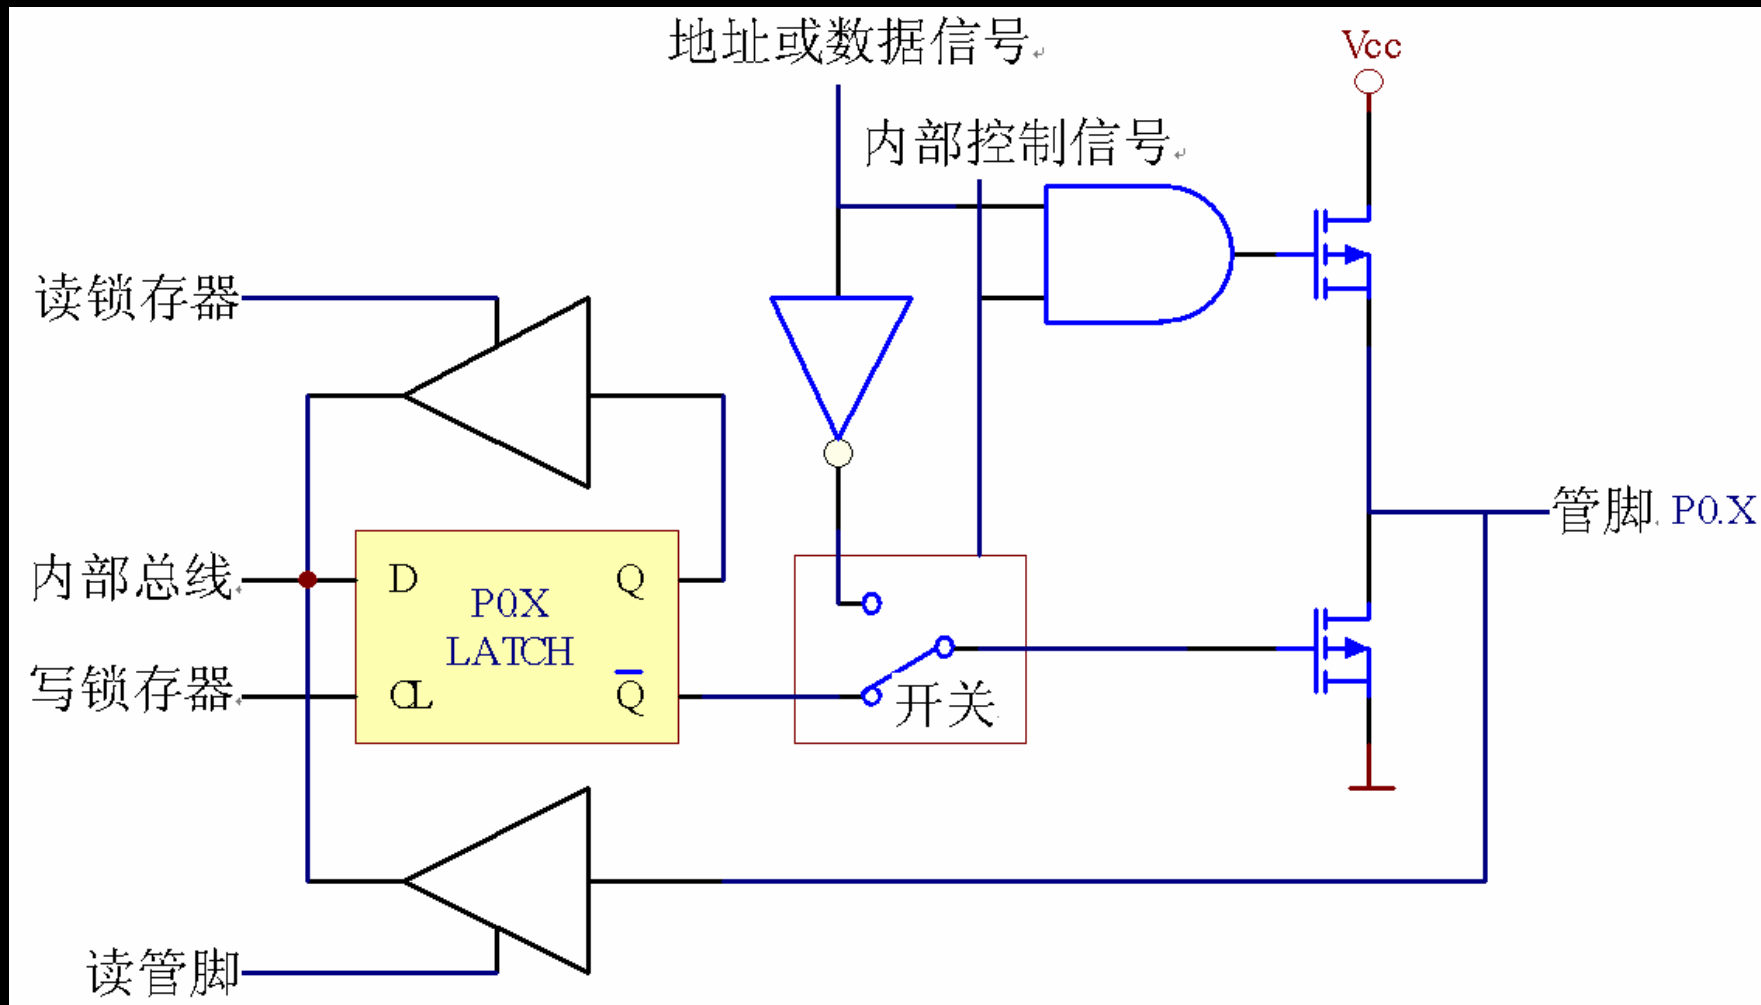 地址或数据信号
Vcc
内部控制信号
读锁存器
管脚 P0.X
内部总线
D
Q
P0.X
LATCH
写锁存器
CL
Q̅
开关
读管脚